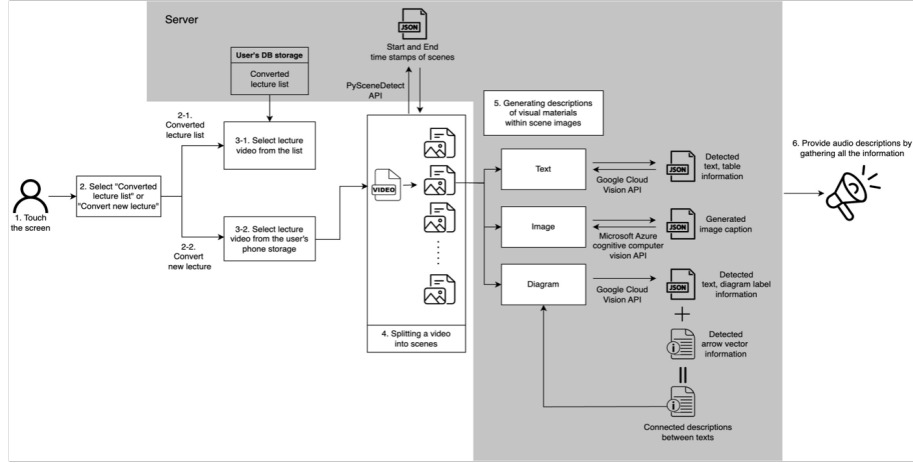 Server
JSON
Start and End
time stamps of scenes
User's DB storage
Converted
lecture list
PySceneDetect
API
5. Generating descriptions
of visual materials
within scene images
2-1.
Converted
lecture list
3-1. Select lecture
video from the list
6. Provide audio descriptions by
gathering all the information
Text
Google Cloud
Vision API
JSON
Detected
text, table
information
1. Touch
the screen
2. Select "Converted
lecture list" or
"Convert new lecture"
VIDEO
2-2.
Convert
new lecture
3-2. Select lecture
video from the user's
phone storage
Image
Microsoft Azure
cognitive computer
vision API
JSON
Generated
image caption
Diagram
Google Cloud
Vision API
JSON
Detected
text, diagram label
information
4. Splitting a video
into scenes
Detected
arrow vector
information
Connected descriptions
between texts